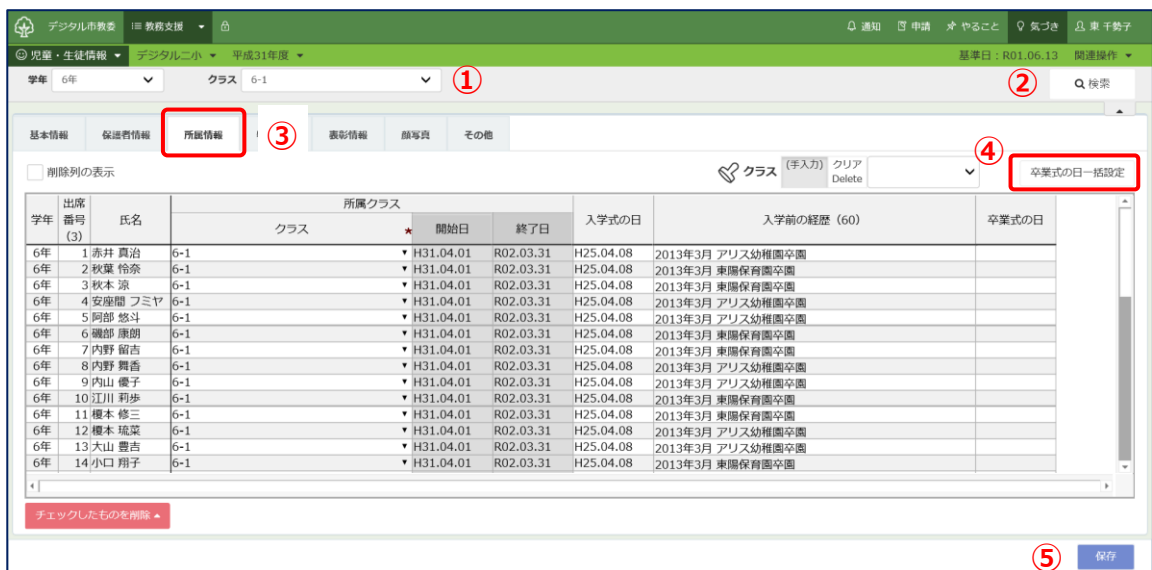 デジタル市教委 教務支援 通知 申請 やること 気づき 東 千勢子
児童・生徒情報 デジタル二小 平成31年度 基準日：R01.06.13 関連操作
学年 6年 クラス 6-1 ① ② 検索
基本情報 保護者情報 所属情報 ③ 表彰情報 顔写真 その他
④
削除列の表示 クラス (手入力) クリア Delete 卒業式の日一括設定
学年 出席番号(3) 氏名 所属クラス 入学式の日 入学前の経歴（60） 卒業式の日
クラス ★ 開始日 終了日
6年 1 赤井 真治 6-1 H31.04.01 R02.03.31 H25.04.08 2013年3月 アリス幼稚園卒園
6年 2 秋葉 怜奈 6-1 H31.04.01 R02.03.31 H25.04.08 2013年3月 東陽保育園卒園
6年 3 秋本 涼 6-1 H31.04.01 R02.03.31 H25.04.08 2013年3月 東陽保育園卒園
6年 4 安座間 フミヤ 6-1 H31.04.01 R02.03.31 H25.04.08 2013年3月 アリス幼稚園卒園
6年 5 阿部 悠斗 6-1 H31.04.01 R02.03.31 H25.04.08 2013年3月 アリス幼稚園卒園
6年 6 磯部 康朗 6-1 H31.04.01 R02.03.31 H25.04.08 2013年3月 東陽保育園卒園
6年 7 内野 留吉 6-1 H31.04.01 R02.03.31 H25.04.08 2013年3月 東陽保育園卒園
6年 8 内野 舞香 6-1 H31.04.01 R02.03.31 H25.04.08 2013年3月 アリス幼稚園卒園
6年 9 内山 優子 6-1 H31.04.01 R02.03.31 H25.04.08 2013年3月 アリス幼稚園卒園
6年 10 江川 莉歩 6-1 H31.04.01 R02.03.31 H25.04.08 2013年3月 東陽保育園卒園
6年 11 榎本 修三 6-1 H31.04.01 R02.03.31 H25.04.08 2013年3月 東陽保育園卒園
6年 12 榎本 琉菜 6-1 H31.04.01 R02.03.31 H25.04.08 2013年3月 アリス幼稚園卒園
6年 13 大山 豊吉 6-1 H31.04.01 R02.03.31 H25.04.08 2013年3月 アリス幼稚園卒園
6年 14 小口 翔子 6-1 H31.04.01 R02.03.31 H25.04.08 2013年3月 東陽保育園卒園
チェックしたものを削除
⑤ 保存